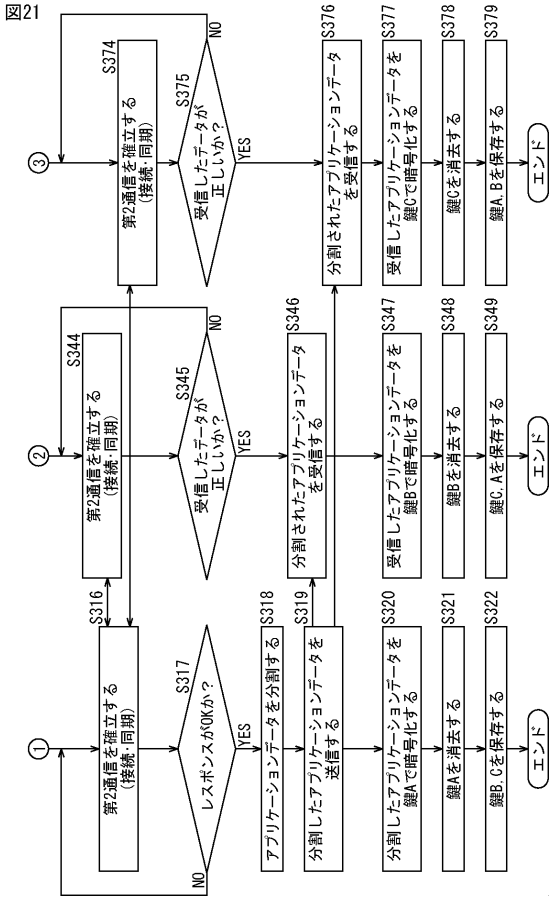 図21
①
S316
第2通信を確立する
(接続・同期)
S317
レスポンスがOKか?
NO
YES
S318
アプリケーションデータを分割する
S319
分割したアプリケーションデータを
送信する
S320
分割したアプリケーションデータを
鍵Aで暗号化する
S321
鍵Aを消去する
S322
鍵B,Cを保存する
エンド
②
S344
第2通信を確立する
(接続・同期)
S345
受信したデータが
正しいか?
NO
YES
S346
分割されたアプリケーションデータ
を受信する
S347
受信したアプリケーションデータを
鍵Bで暗号化する
S348
鍵Bを消去する
S349
鍵C,Aを保存する
エンド
③
S374
第2通信を確立する
(接続・同期)
S375
受信したデータが
正しいか?
NO
YES
S376
分割されたアプリケーションデータ
を受信する
S377
受信したアプリケーションデータを
鍵Cで暗号化する
S378
鍵Cを消去する
S379
鍵A,Bを保存する
エンド